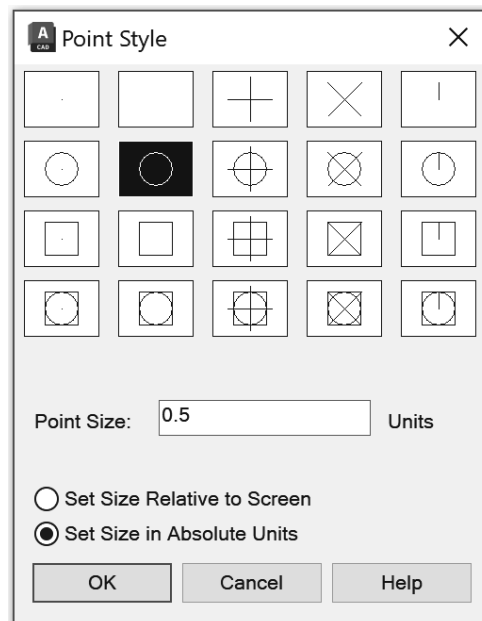 A CAD Point Style
Point Size: 0.5 Units
Set Size Relative to Screen
Set Size in Absolute Units
OK Cancel Help